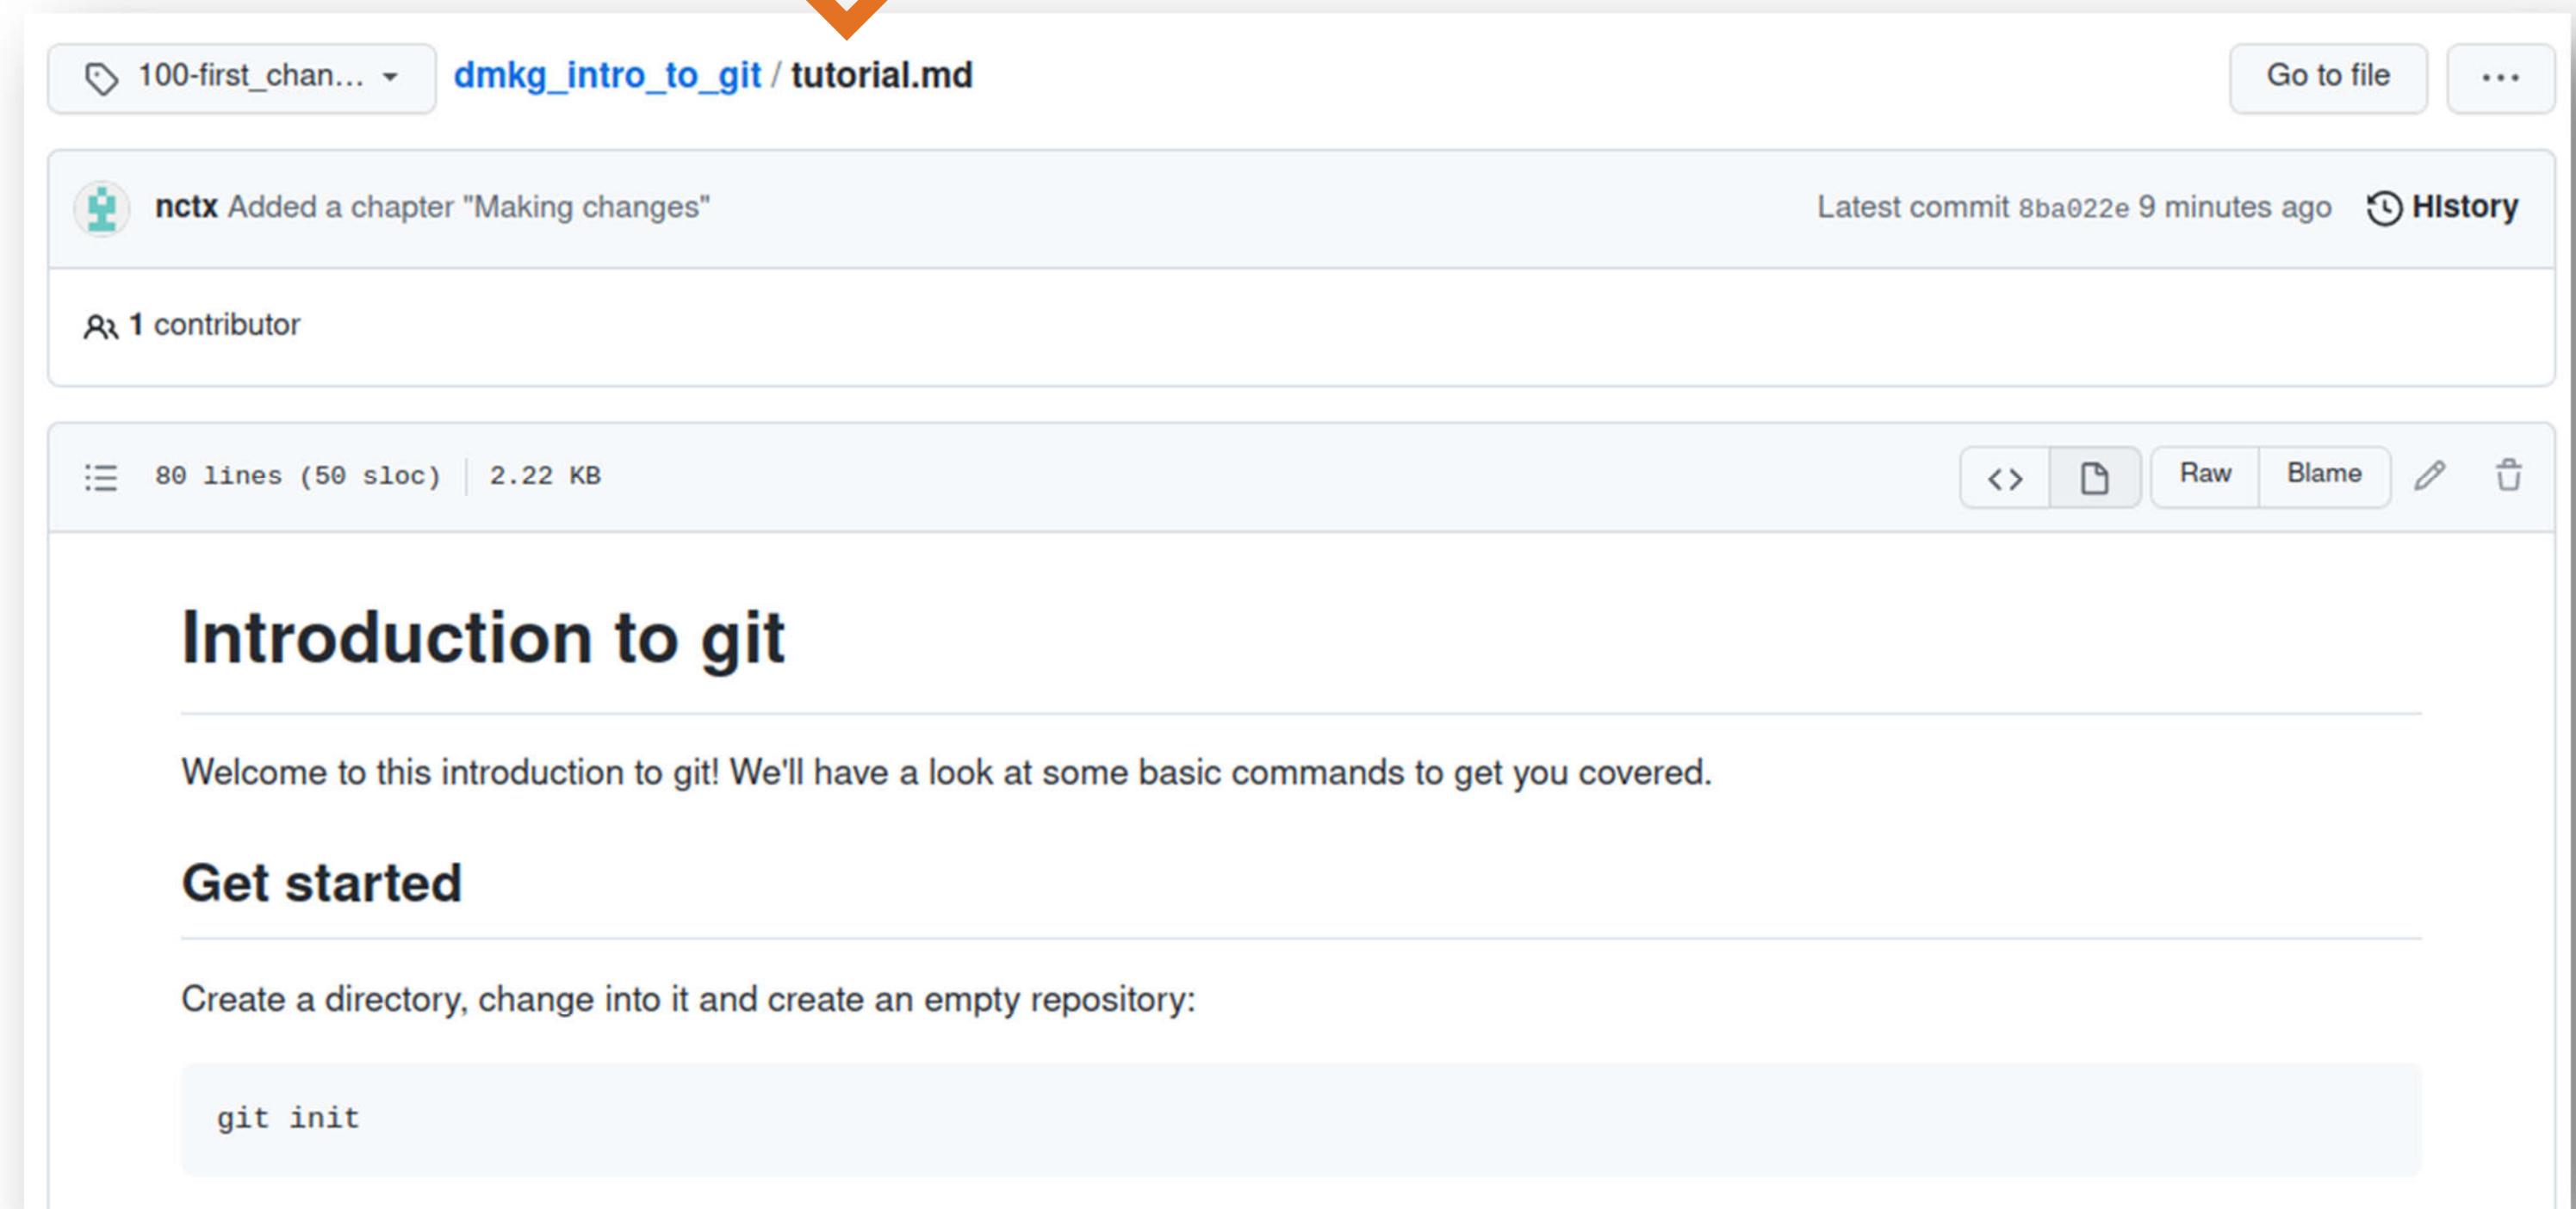 100-first_chan... dmkg_intro_to_git / tutorial.md Go to file ...
nctx Added a chapter "Making changes" Latest commit 8ba022e 9 minutes ago HIstory
1 contributor
80 lines (50 sloc) 2.22 KB <> Raw Blame
Introduction to git
Welcome to this introduction to git! We'll have a look at some basic commands to get you covered.
Get started
Create a directory, change into it and create an empty repository:
git init